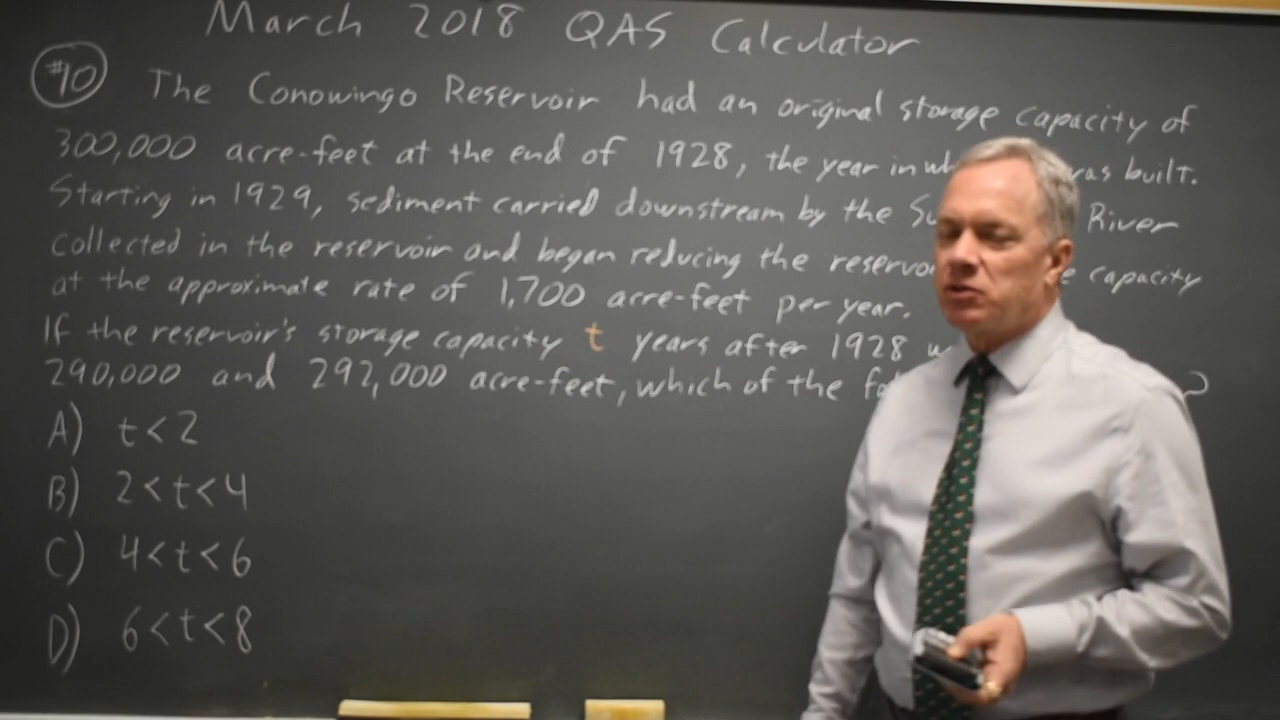 March 2018 QAS Calculator
#10 The Conowingo Reservoir had an original storage capacity of
300,000 acre-feet at the end of 1928, the year in was built.
Starting in 1929, sediment carried downstream by the River
collected in the reservoir and began reducing the capacity
at the approximate rate of 1,700 acre-feet per year.
If the reservoir's storage capacity t years after 1928
290,000 and 292,000 acre-feet, which of the ?
A) t<2
B) 2<t<4
C) 4<t<6
D) 6<t<8